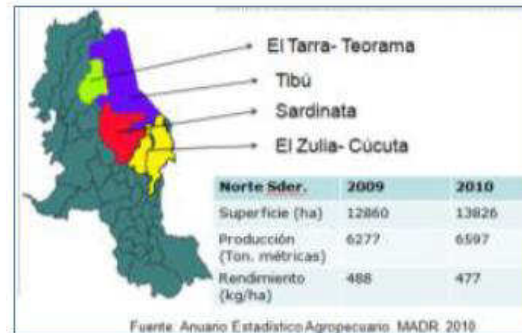 El Tarra- Teorama
Tibú
Sardinata
El Zulia- Cúcuta
Norte Sder. 2009 2010
Superficie (ha) 12860 13826
Producción 6277 6597
(Ton. métricas)
Rendimiento 488 477
(kg/ha)
Fuente Anuario Estadístico Agropecuario MADR 2010